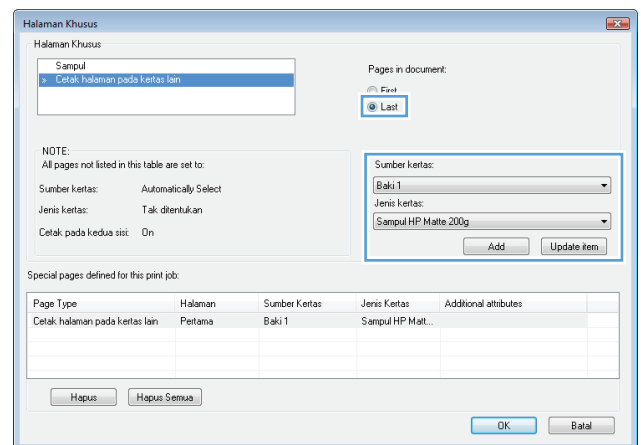 Halaman Khusus
Halaman Khusus
Sampul
» Cetak halaman pada kertas lain
Pages in document:
First
Last
NOTE:
All pages not listed in this table are set to:
Sumber kertas: Automatically Select
Jenis kertas: Tak ditentukan
Cetak pada kedua sisi: On
Sumber kertas:
Baki 1
Jenis kertas:
Sampul HP Matte 200g
Add Update item
Special pages defined for this print job:
Page Type Halaman Sumber Kertas Jenis Kertas Additional attributes
Cetak halaman pada kertas lain Pertama Baki 1 Sampul HP Matt...
Hapus Hapus Semua
OK Batal